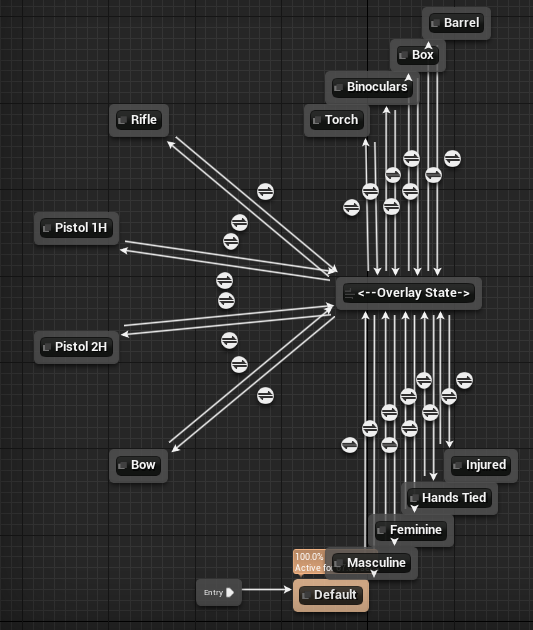 Barrel
Box
Binoculars
Rifle
Torch
Pistol 1H
<--Overlay State->
Pistol 2H
Bow
Injured
Hands Tied
Feminine
100.0%
Active fo
Masculine
Entry
Default